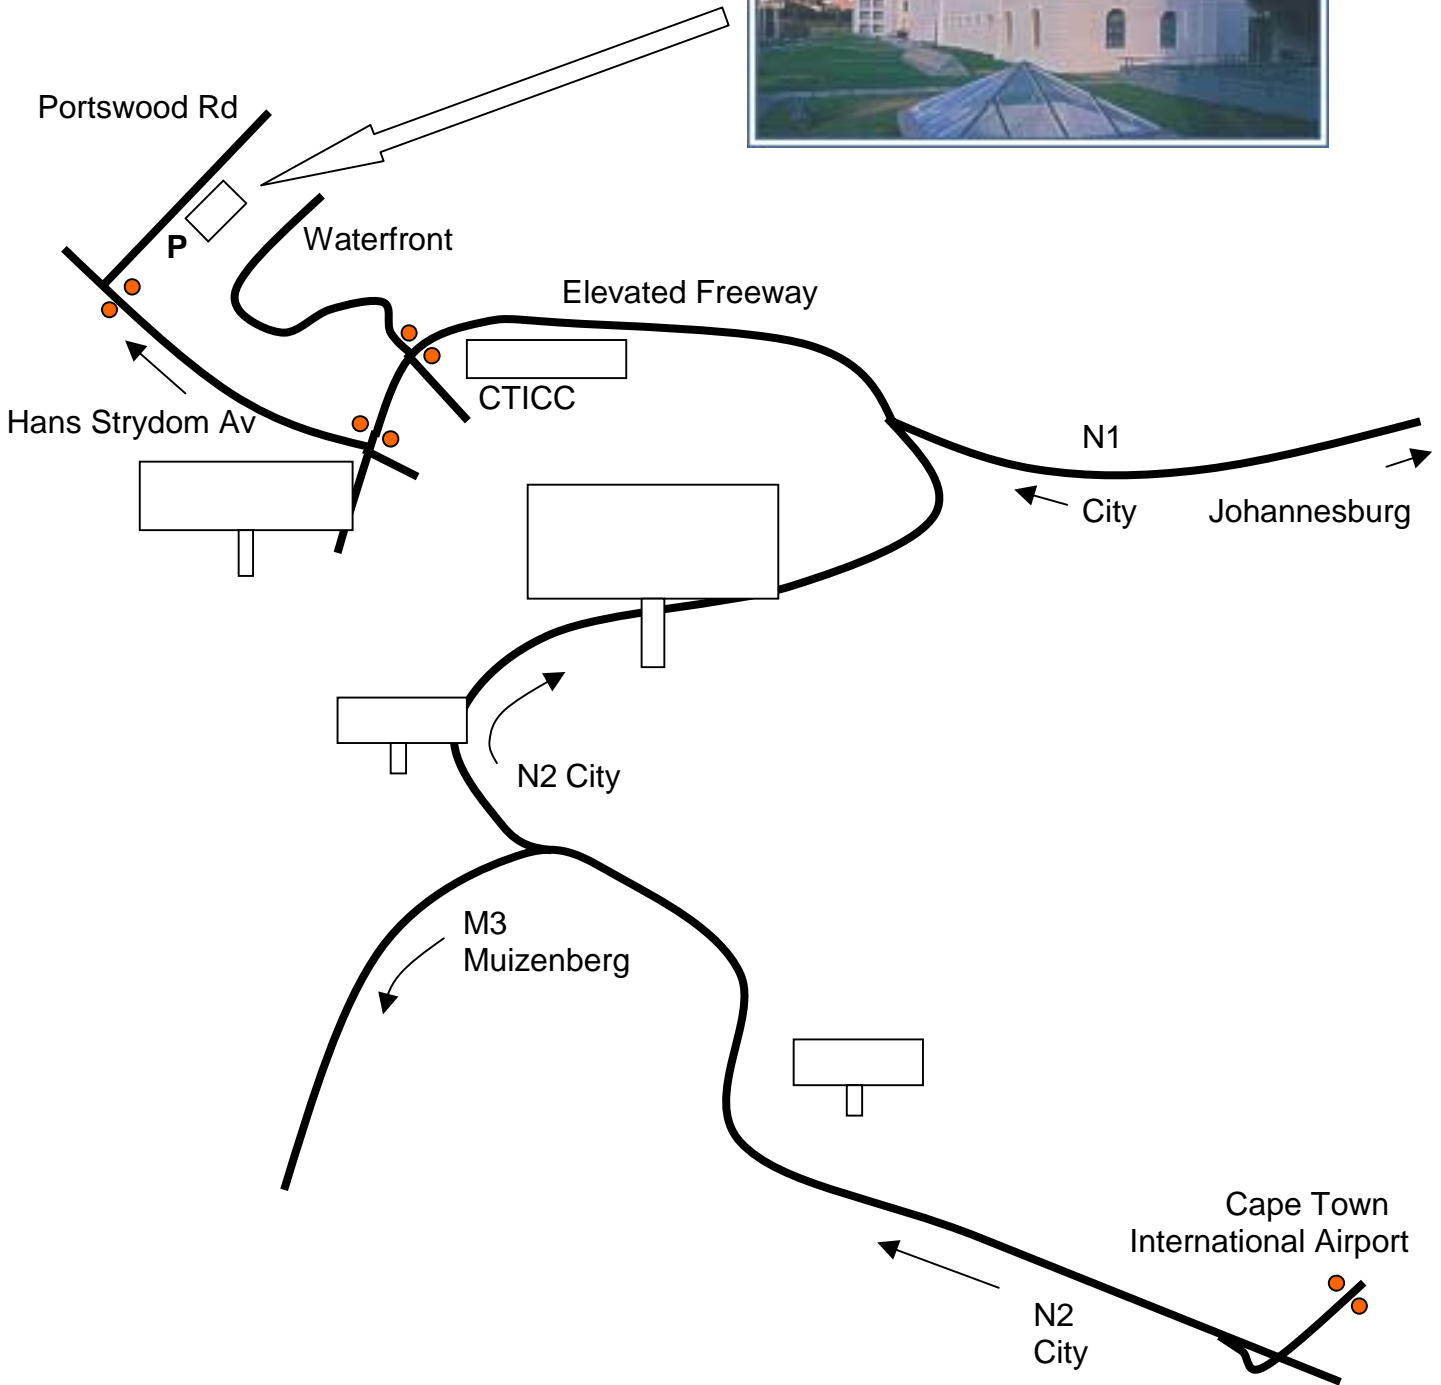 Portswood Rd
P
Waterfront
Elevated Freeway
CTICC
Hans Strydom Av
N1
City
Johannesburg
N2 City
M3
Muizenberg
Cape Town
International Airport
N2
City